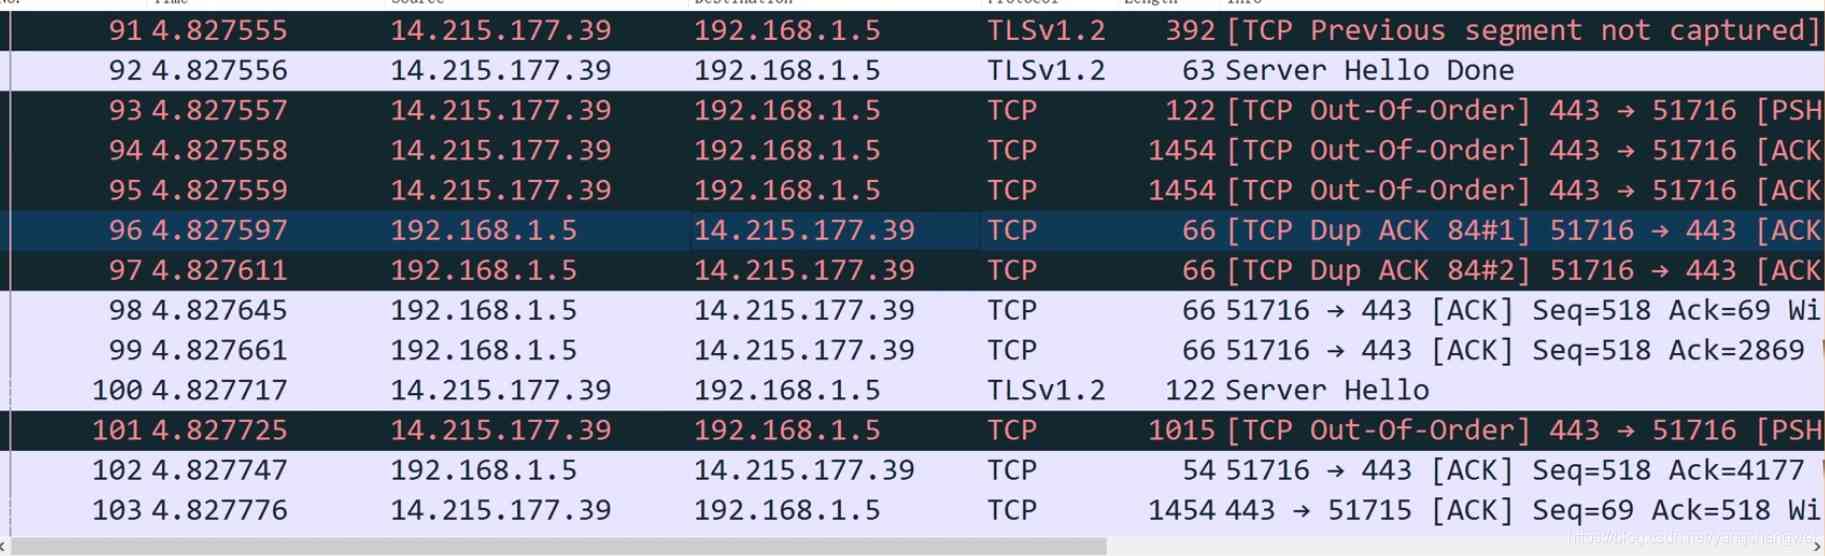 No. Time Source Destination Protocol Length Info
91 4.827555 14.215.177.39 192.168.1.5 TLSv1.2 392 [TCP Previous segment not captured]
92 4.827556 14.215.177.39 192.168.1.5 TLSv1.2 63 Server Hello Done
93 4.827557 14.215.177.39 192.168.1.5 TCP 122 [TCP Out-Of-Order] 443 → 51716 [PSH
94 4.827558 14.215.177.39 192.168.1.5 TCP 1454 [TCP Out-Of-Order] 443 → 51716 [ACK
95 4.827559 14.215.177.39 192.168.1.5 TCP 1454 [TCP Out-Of-Order] 443 → 51716 [ACK
96 4.827597 192.168.1.5 14.215.177.39 TCP 66 [TCP Dup ACK 84#1] 51716 → 443 [ACK
97 4.827611 192.168.1.5 14.215.177.39 TCP 66 [TCP Dup ACK 84#2] 51716 → 443 [ACK
98 4.827645 192.168.1.5 14.215.177.39 TCP 66 51716 → 443 [ACK] Seq=518 Ack=69 Wi
99 4.827661 192.168.1.5 14.215.177.39 TCP 66 51716 → 443 [ACK] Seq=518 Ack=2869
100 4.827717 14.215.177.39 192.168.1.5 TLSv1.2 122 Server Hello
101 4.827725 14.215.177.39 192.168.1.5 TCP 1015 [TCP Out-Of-Order] 443 → 51716 [PSH
102 4.827747 192.168.1.5 14.215.177.39 TCP 54 51716 → 443 [ACK] Seq=518 Ack=4177
103 4.827776 14.215.177.39 192.168.1.5 TCP 1454 443 → 51715 [ACK] Seq=69 Ack=518 Wi